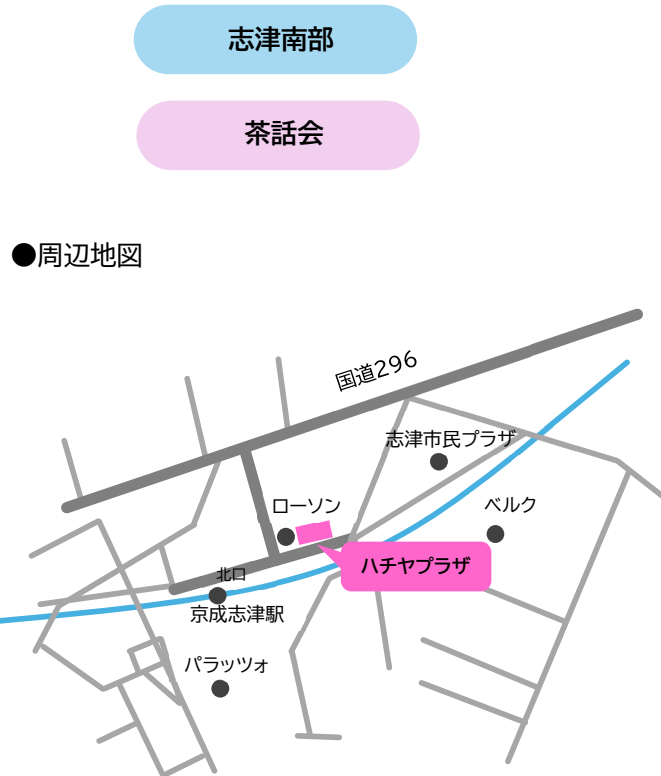 志津南部
茶話会
●周辺地図
国道296
志津市民プラザ
ローソン
ベルク
ハチヤプラザ
北口
京成志津駅
パラッツォ